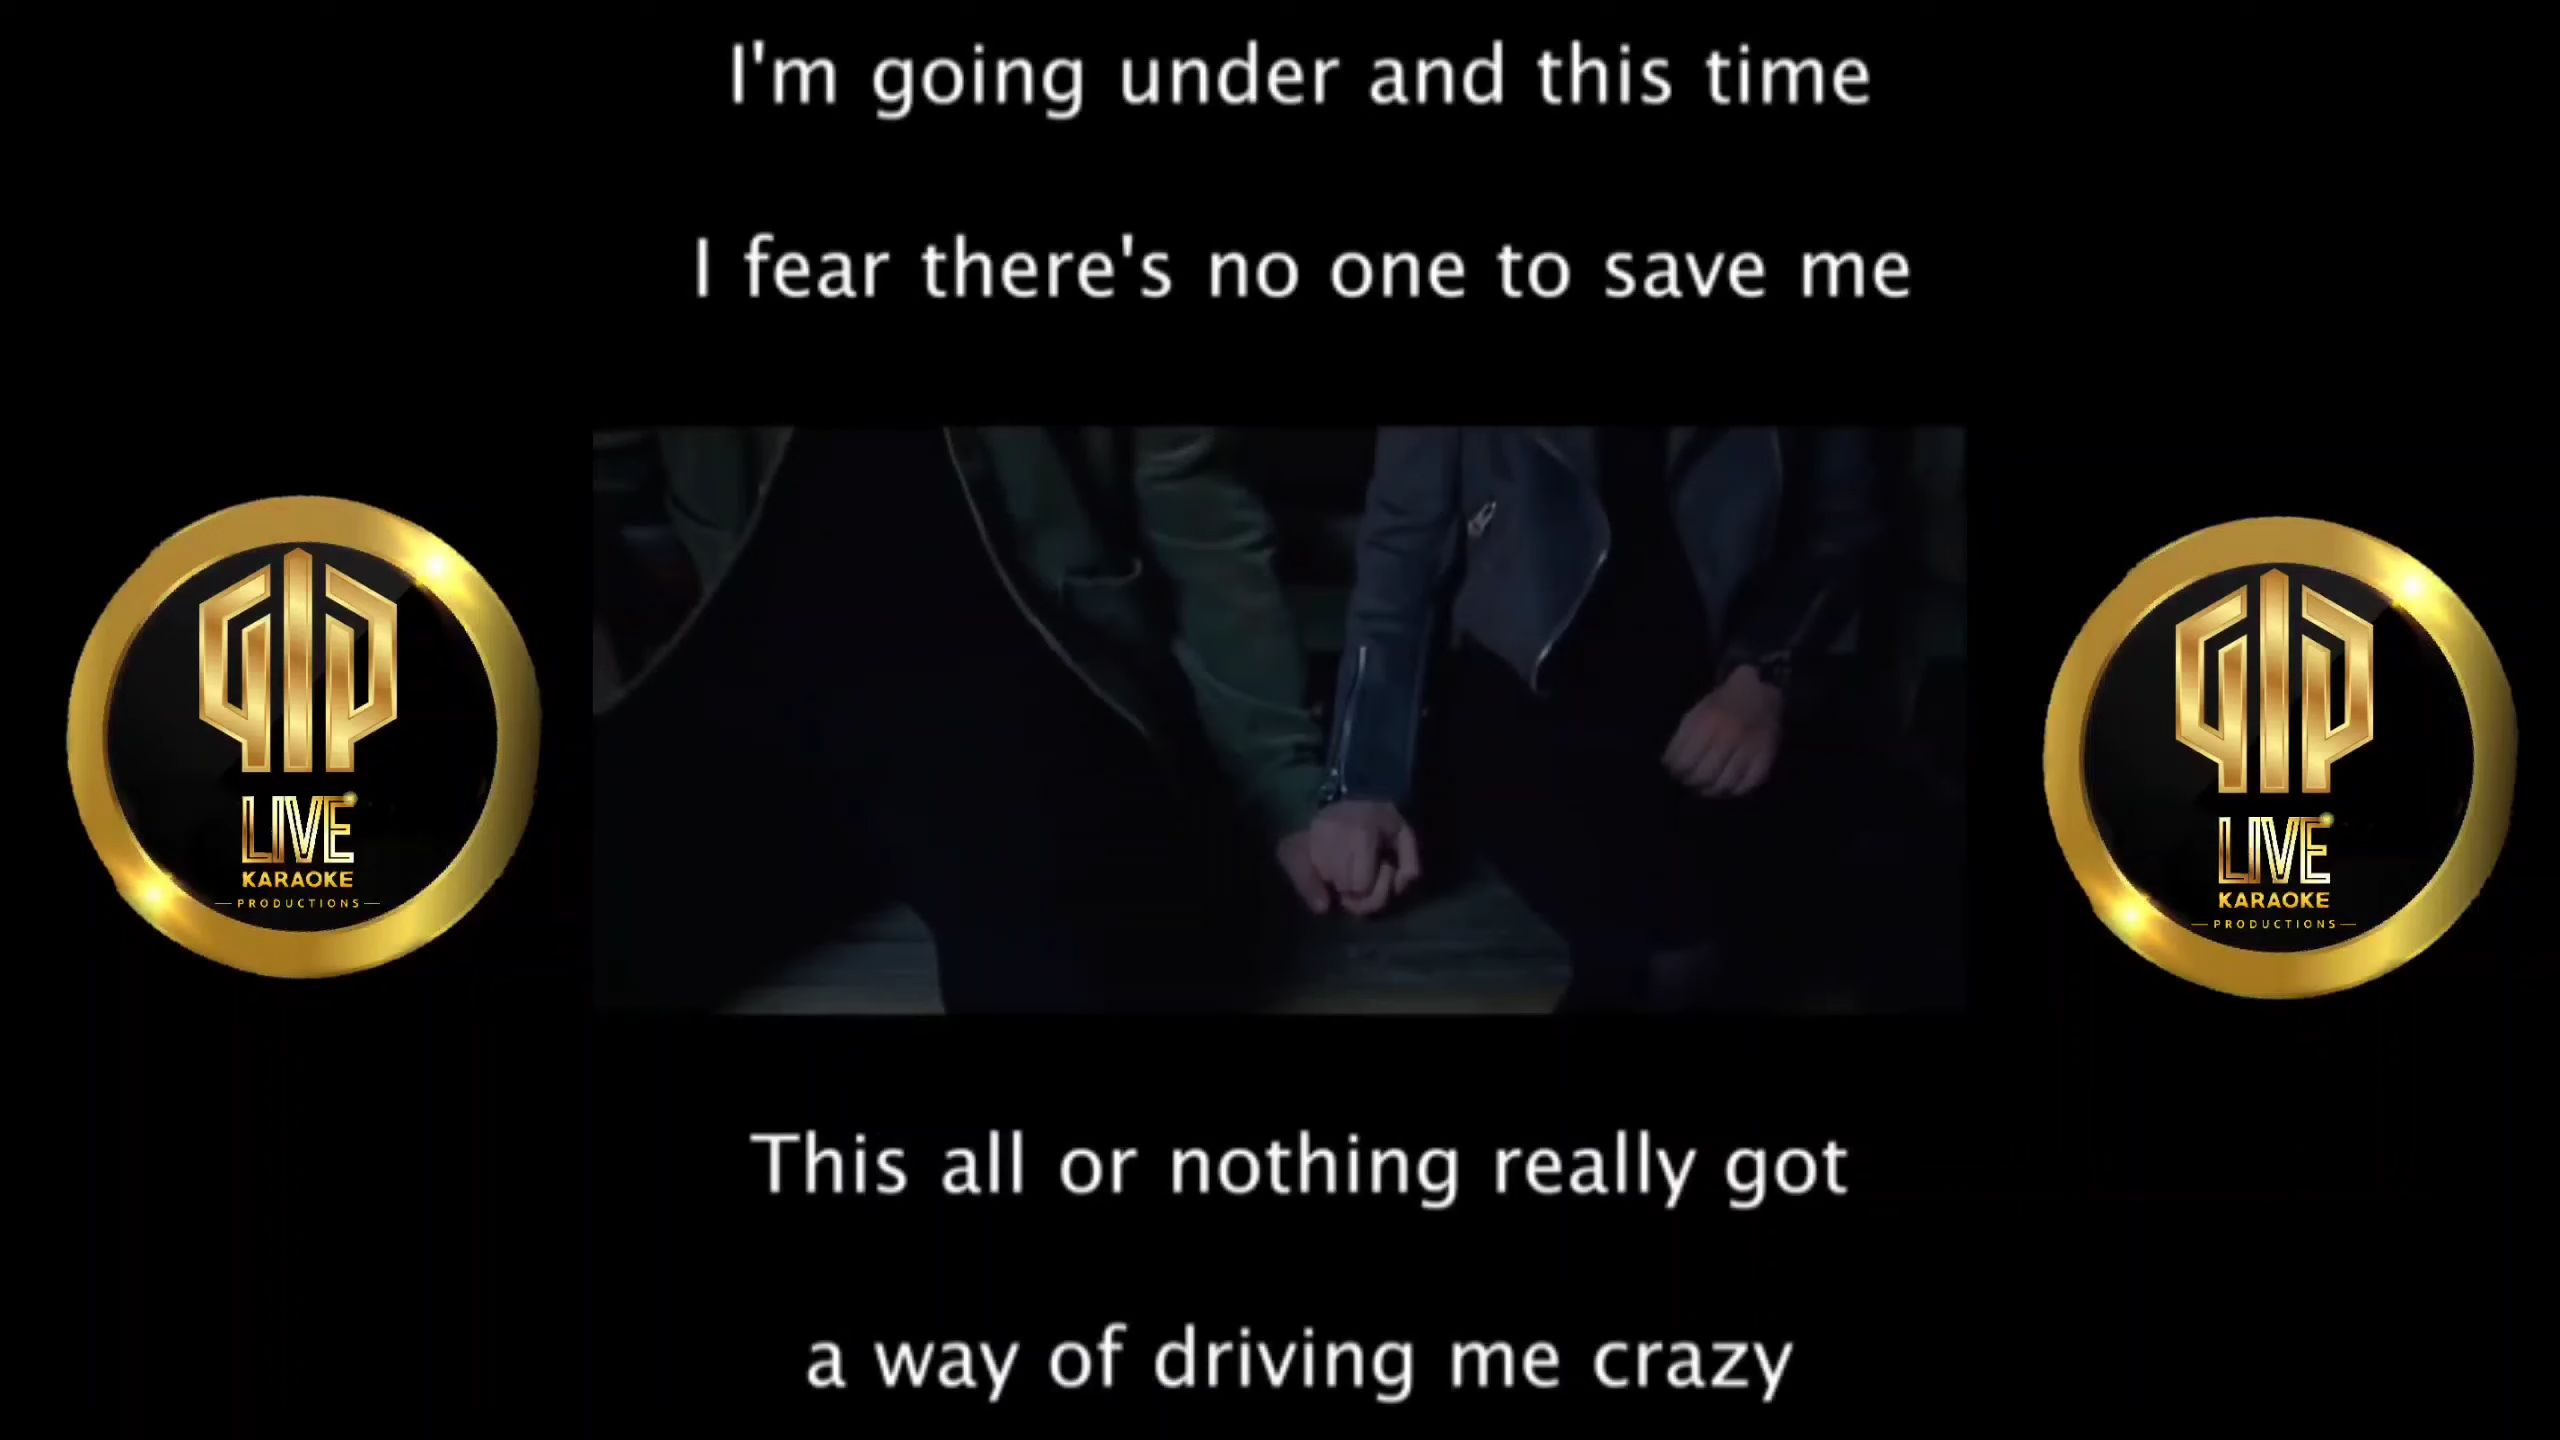 I'm going under and this time
I fear there's no one to save me
LIVE
KARAOKE
PRODUCTIONS
LIVE
KARAOKE
PRODUCTIONS
This all or nothing really got
a way of driving me crazy